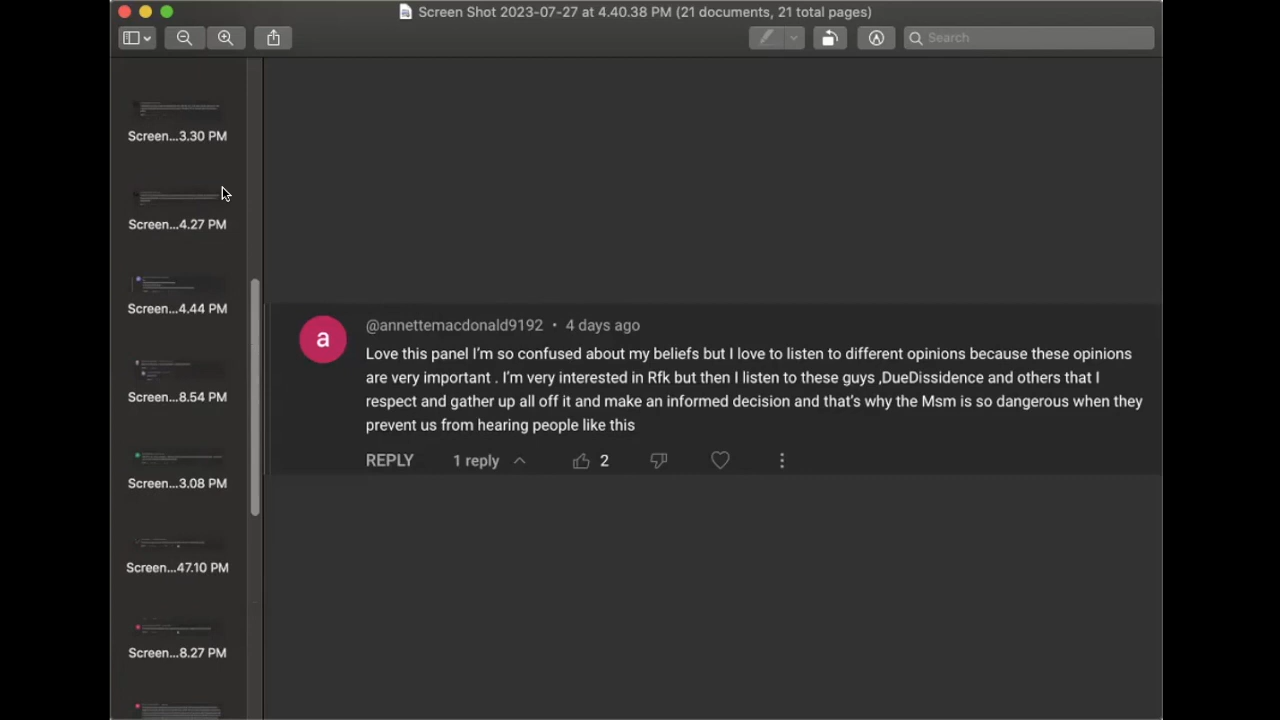 Screen Shot 2023-07-27 at 4.40.38 PM (21 documents, 21 total pages)
Search
Screen...3.30 PM
Screen...4.27 PM
Screen...4.44 PM
Screen...8.54 PM
Screen...3.08 PM
Screen...47.10 PM
Screen...8.27 PM
a
@annettemacdonald9192 • 4 days ago
Love this panel I'm so confused about my beliefs but I love to listen to different opinions because these opinions
are very important . I'm very interested in Rfk but then I listen to these guys ,DueDissidence and others that I
respect and gather up all off it and make an informed decision and that's why the Msm is so dangerous when they
prevent us from hearing people like this
REPLY 1 reply 2